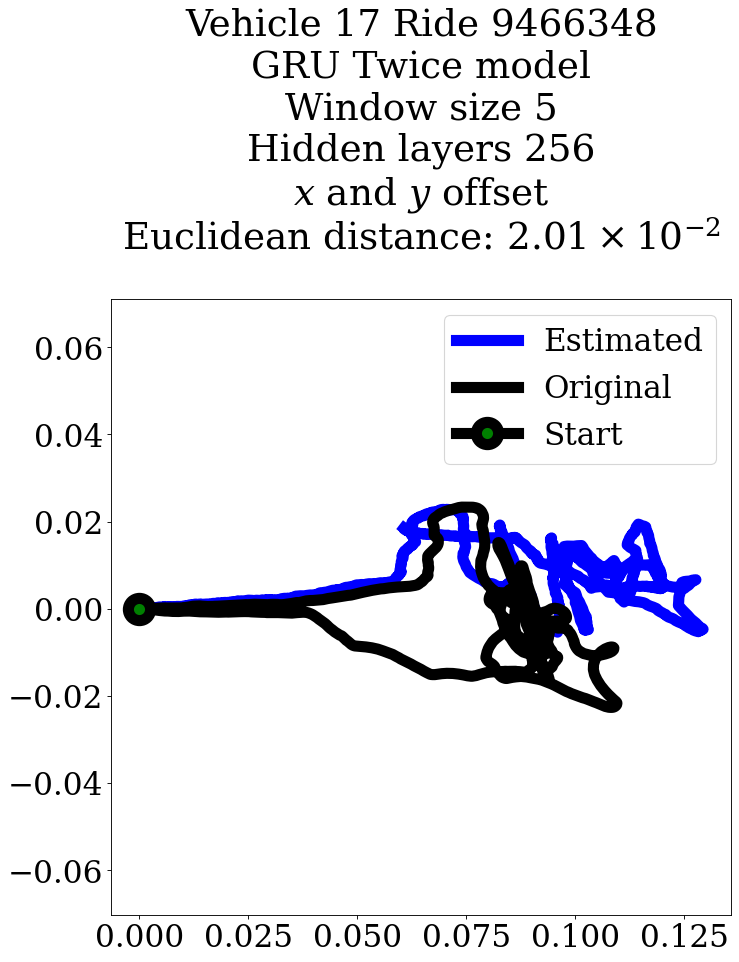 Vehicle 17 Ride 9466348
GRU Twice model
Window size 5
Hidden layers 256
x and y offset
Euclidean distance: 2.01 × 10⁻²
Estimated
Original
Start
0.06
0.04
0.02
0.00
−0.02
−0.04
−0.06
0.000 0.025 0.050 0.075 0.100 0.125